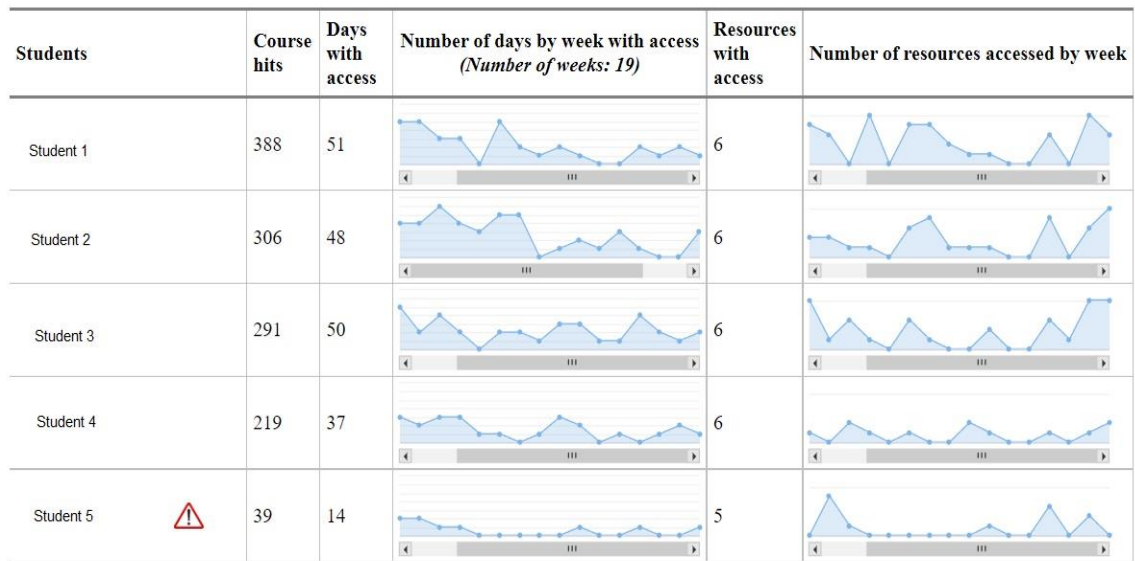 Students
Course hits
Days with access
Number of days by week with access
(Number of weeks: 19)
Resources with access
Number of resources accessed by week
Student 1
388
51
6
Student 2
306
48
6
Student 3
291
50
6
Student 4
219
37
6
Student 5
39
14
5